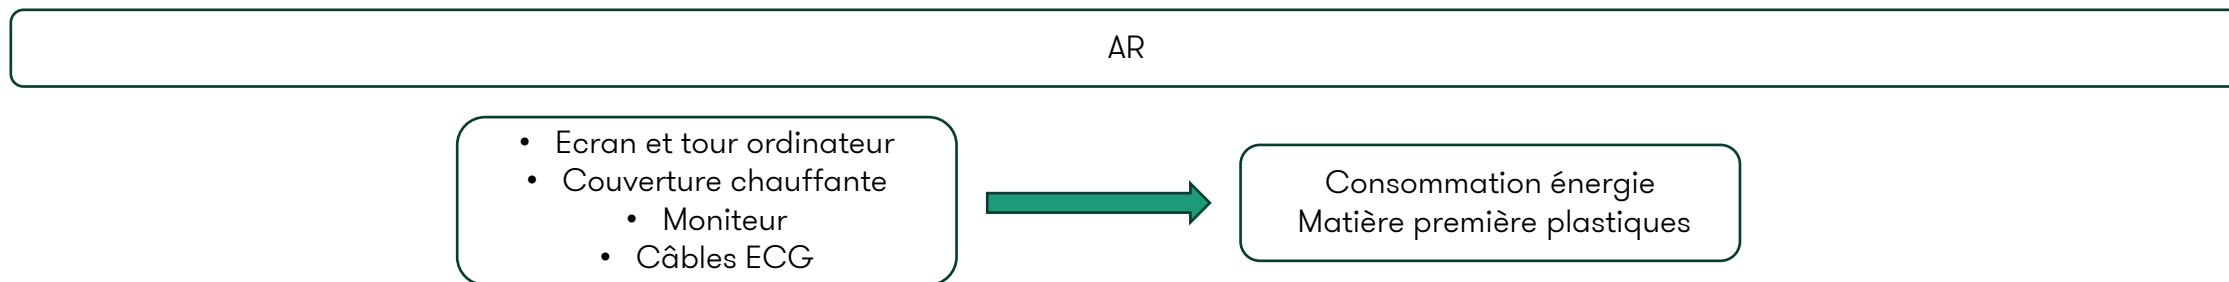 AR
• Ecran et tour ordinateur
• Couverture chauffante
• Moniteur
• Câbles ECG
Consommation énergie
Matière première plastiques